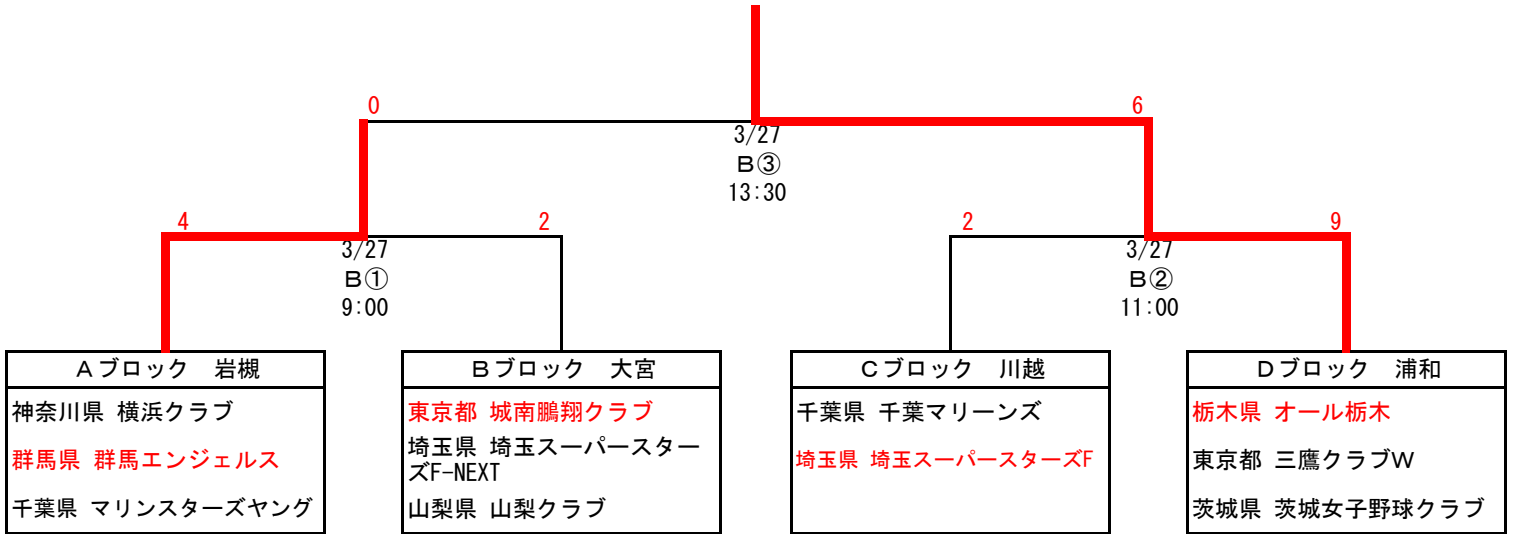 0
6
3/27
B③
13:30
4
2
2
9
3/27
B①
9:00
3/27
B②
11:00
Aブロック 岩槻
神奈川県 横浜クラブ
群馬県 群馬エンジェルス
千葉県 マリンスターズヤング
Bブロック 大宮
東京都 城南鵬翔クラブ
埼玉県 埼玉スーパースター
ズF-NEXT
山梨県 山梨クラブ
Cブロック 川越
千葉県 千葉マリーンズ
埼玉県 埼玉スーパースターズF
Dブロック 浦和
栃木県 オール栃木
東京都 三鷹クラブW
茨城県 茨城女子野球クラブ